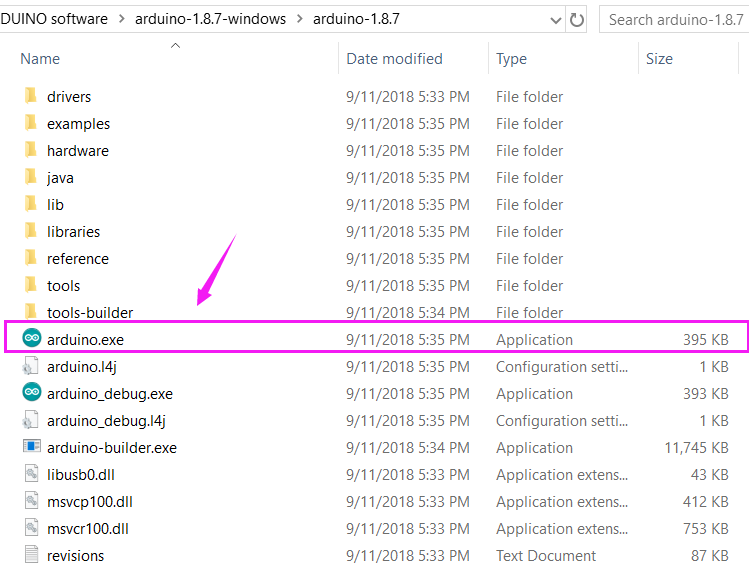 DUINO software > arduino-1.8.7-windows > arduino-1.8.7 Search arduino-1.8.7
Name Date modified Type Size
drivers 9/11/2018 5:33 PM File folder
examples 9/11/2018 5:35 PM File folder
hardware 9/11/2018 5:35 PM File folder
java 9/11/2018 5:35 PM File folder
lib 9/11/2018 5:35 PM File folder
libraries 9/11/2018 5:35 PM File folder
reference 9/11/2018 5:35 PM File folder
tools 9/11/2018 5:35 PM File folder
tools-builder 9/11/2018 5:34 PM File folder
arduino.exe 9/11/2018 5:35 PM Application 395 KB
arduino.l4j 9/11/2018 5:35 PM Configuration setti... 1 KB
arduino_debug.exe 9/11/2018 5:35 PM Application 393 KB
arduino_debug.l4j 9/11/2018 5:35 PM Configuration setti... 1 KB
arduino-builder.exe 9/11/2018 5:34 PM Application 11,745 KB
libusb0.dll 9/11/2018 5:33 PM Application extens... 43 KB
msvcp100.dll 9/11/2018 5:33 PM Application extens... 412 KB
msvcr100.dll 9/11/2018 5:33 PM Application extens... 753 KB
revisions 9/11/2018 5:33 PM Text Document 87 KB